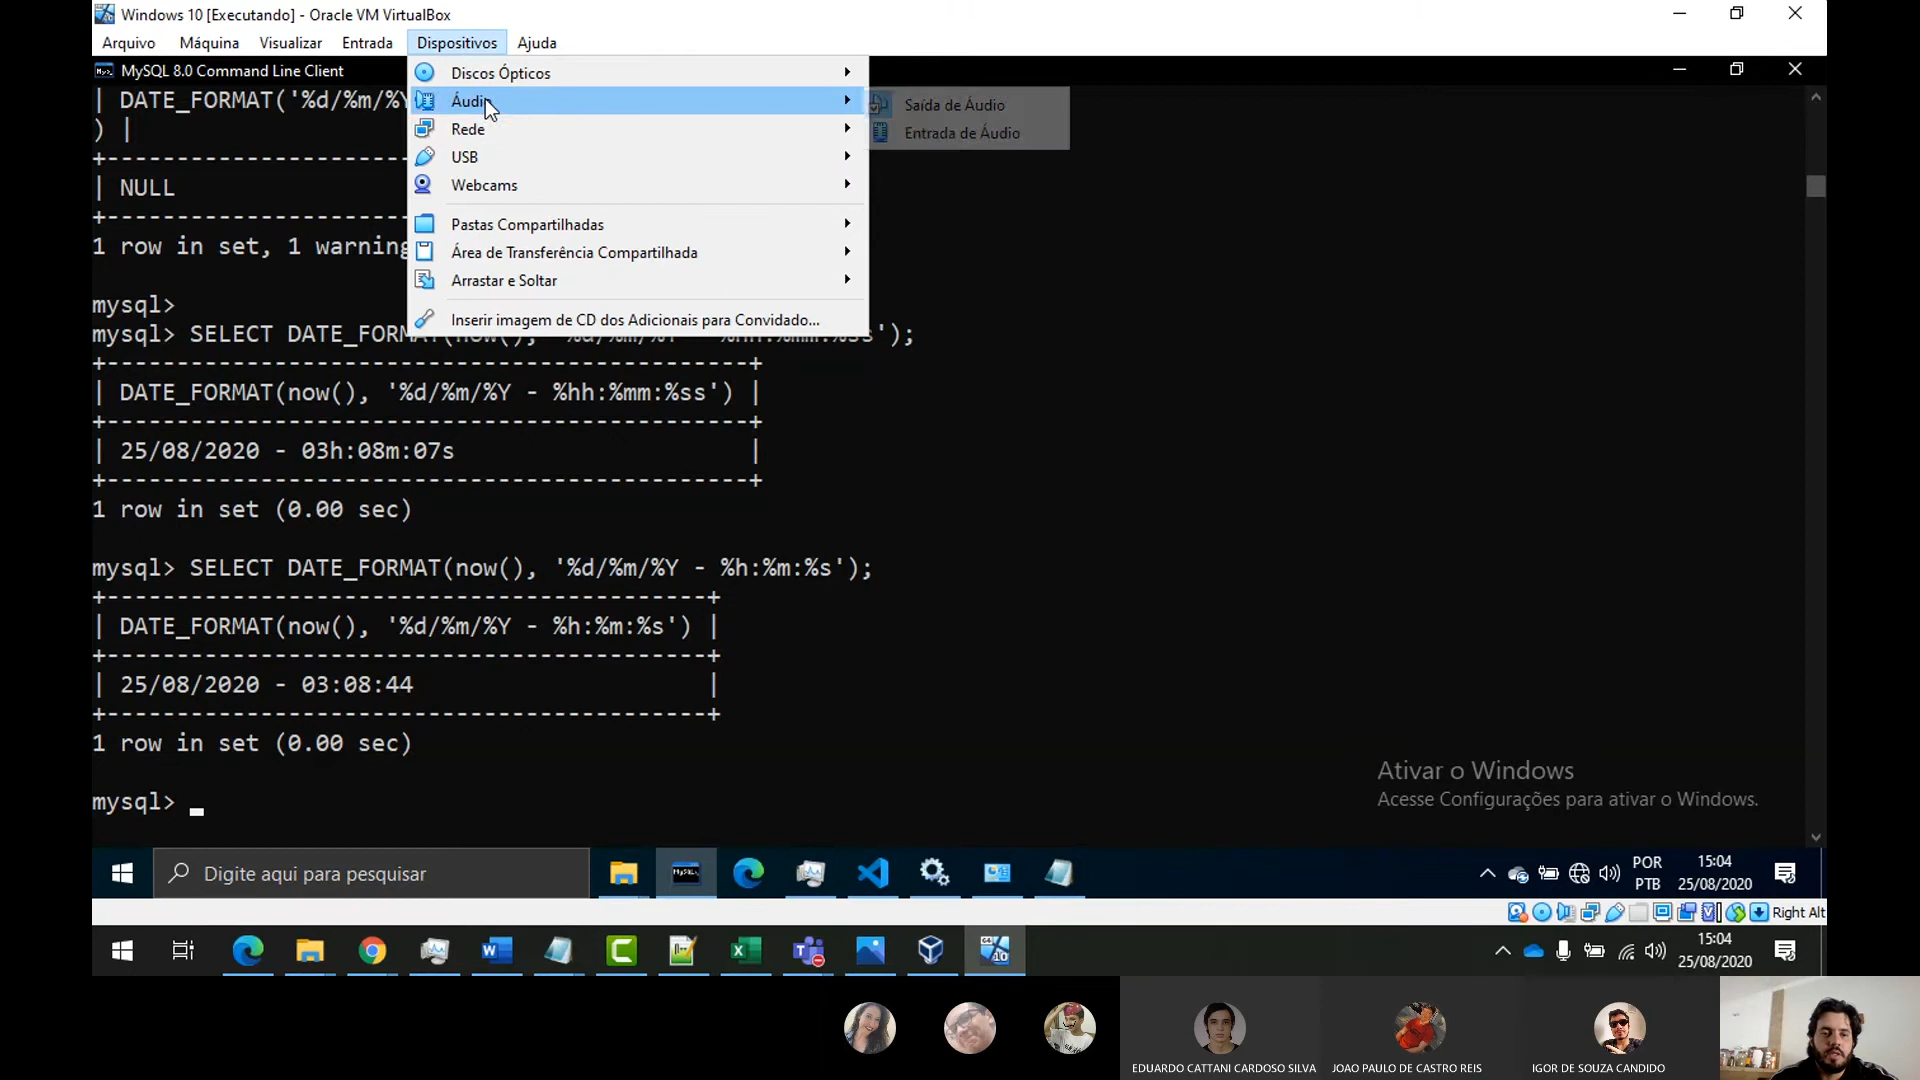 Windows 10 [Executando] - Oracle VM VirtualBox
Arquivo Máquina Visualizar Entrada Dispositivos Ajuda
MySQL 8.0 Command Line Client
Discos Ópticos
Áudio
Saída de Áudio
Rede
Entrada de Áudio
USB
Webcams
Pastas Compartilhadas
Área de Transferência Compartilhada
Arrastar e Soltar
Inserir imagem de CD dos Adicionais para Convidado...
| DATE_FORMAT('%d/%m/%Y
) |
+----------------------
| NULL
+----------------------
1 row in set, 1 warning
mysql>
mysql> SELECT DATE_FORMAT(now(), '%d/%m/%Y - %hh:%mm:%ss');
+-----------------------------------------------+
| DATE_FORMAT(now(), '%d/%m/%Y - %hh:%mm:%ss') |
+-----------------------------------------------+
| 25/08/2020 - 03h:08m:07s |
+-----------------------------------------------+
1 row in set (0.00 sec)
mysql> SELECT DATE_FORMAT(now(), '%d/%m/%Y - %h:%m:%s');
+--------------------------------------------+
| DATE_FORMAT(now(), '%d/%m/%Y - %h:%m:%s') |
+--------------------------------------------+
| 25/08/2020 - 03:08:44 |
+--------------------------------------------+
1 row in set (0.00 sec)
mysql>
Ativar o Windows
Acesse Configurações para ativar o Windows.
Digite aqui para pesquisar
POR
PTB
15:04
25/08/2020
Right Alt
15:04
25/08/2020
EDUARDO CATTANI CARDOSO SILVA
JOAO PAULO DE CASTRO REIS
IGOR DE SOUZA CANDIDO